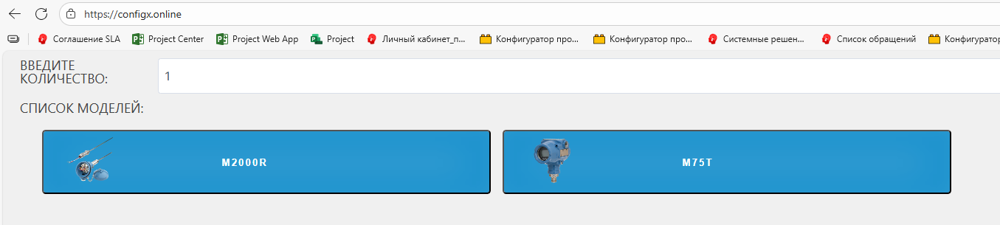 https://configx.online
Соглашение SLA Project Center Project Web App Project Личный кабинет_п... Конфигуратор про... Конфигуратор про... Системные решен... Список обращений Конфигуратор
ВВЕДИТЕ
КОЛИЧЕСТВО:
1
СПИСОК МОДЕЛЕЙ:
M2000R M75T